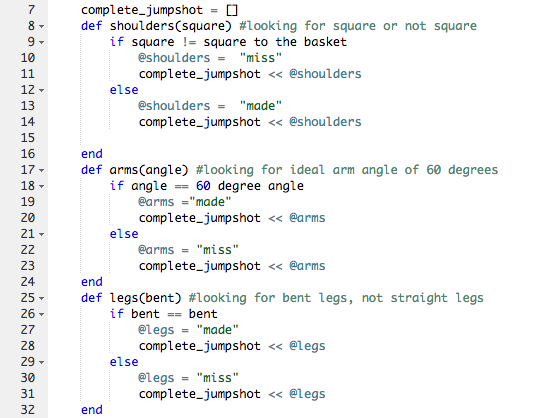 7 complete_jumpshot = []
8 def shoulders(square) #looking for square or not square
9 if square != square to the basket
10 @shoulders = "miss"
11 complete_jumpshot << @shoulders
12 else
13 @shoulders = "made"
14 complete_jumpshot << @shoulders
15
16 end
17 def arms(angle) #looking for ideal arm angle of 60 degrees
18 if angle == 60 degree angle
19 @arms ="made"
20 complete_jumpshot << @arms
21 else
22 @arms = "miss"
23 complete_jumpshot << @arms
24 end
25 def legs(bent) #looking for bent legs, not straight legs
26 if bent == bent
27 @legs = "made"
28 complete_jumpshot << @legs
29 else
30 @legs = "miss"
31 complete_jumpshot << @legs
32 end